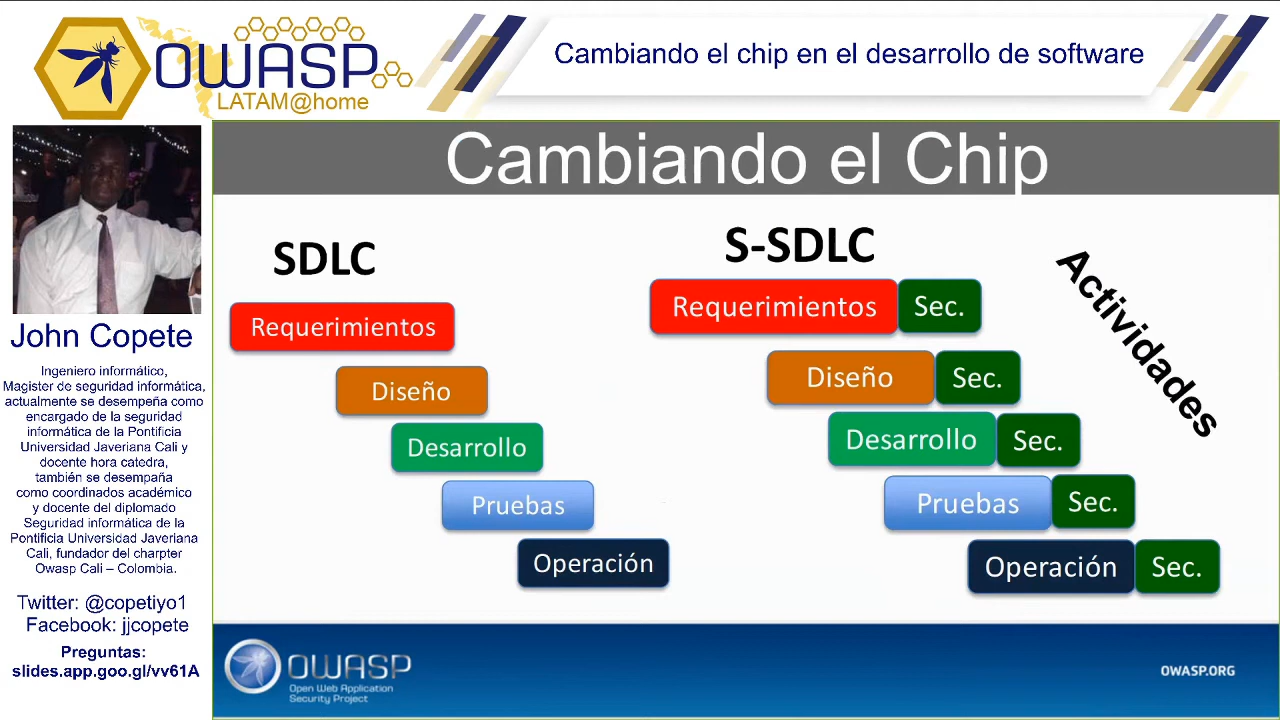 OWASP
LATAM@home
Cambiando el chip en el desarrollo de software
John Copete
Ingeniero informático,
Magister de seguridad informática,
actualmente se desempeña como
encargado de la seguridad
informática de la Pontificia
Universidad Javeriana Cali y
docente hora catedra,
también se desempaña
como coordinados académico
y docente del diplomado
Seguridad informática de la
Pontificia Universidad Javeriana
Cali, fundador del charpter
Owasp Cali – Colombia.
Twitter: @copetiyo1
Facebook: jjcopete
Preguntas:
slides.app.goo.gl/vv61A
Cambiando el Chip
SDLC
Requerimientos
Diseño
Desarrollo
Pruebas
Operación
S-SDLC
Requerimientos Sec.
Diseño Sec.
Desarrollo Sec.
Pruebas Sec.
Operación Sec.
Actividades
OWASP
Open Web Application
Security Project
OWASP.ORG